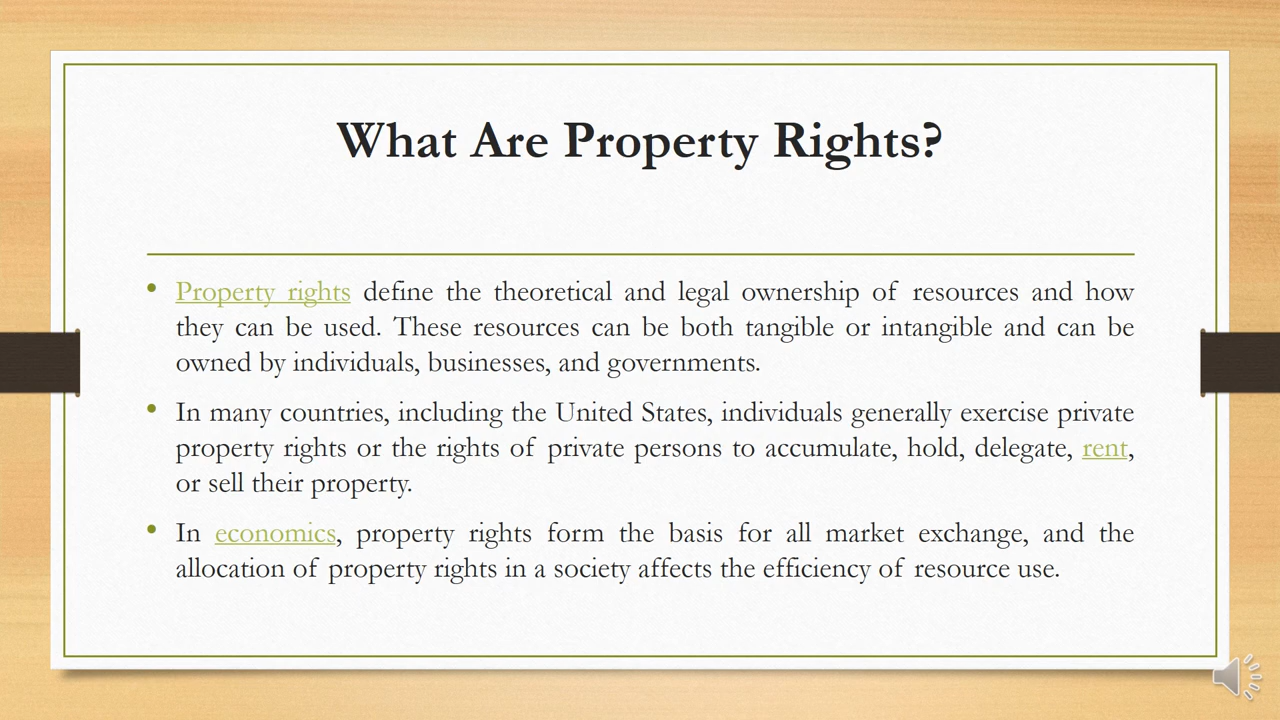 What Are Property Rights?
• Property rights define the theoretical and legal ownership of resources and how
they can be used. These resources can be both tangible or intangible and can be
owned by individuals, businesses, and governments.
• In many countries, including the United States, individuals generally exercise private
property rights or the rights of private persons to accumulate, hold, delegate, rent,
or sell their property.
• In economics, property rights form the basis for all market exchange, and the
allocation of property rights in a society affects the efficiency of resource use.